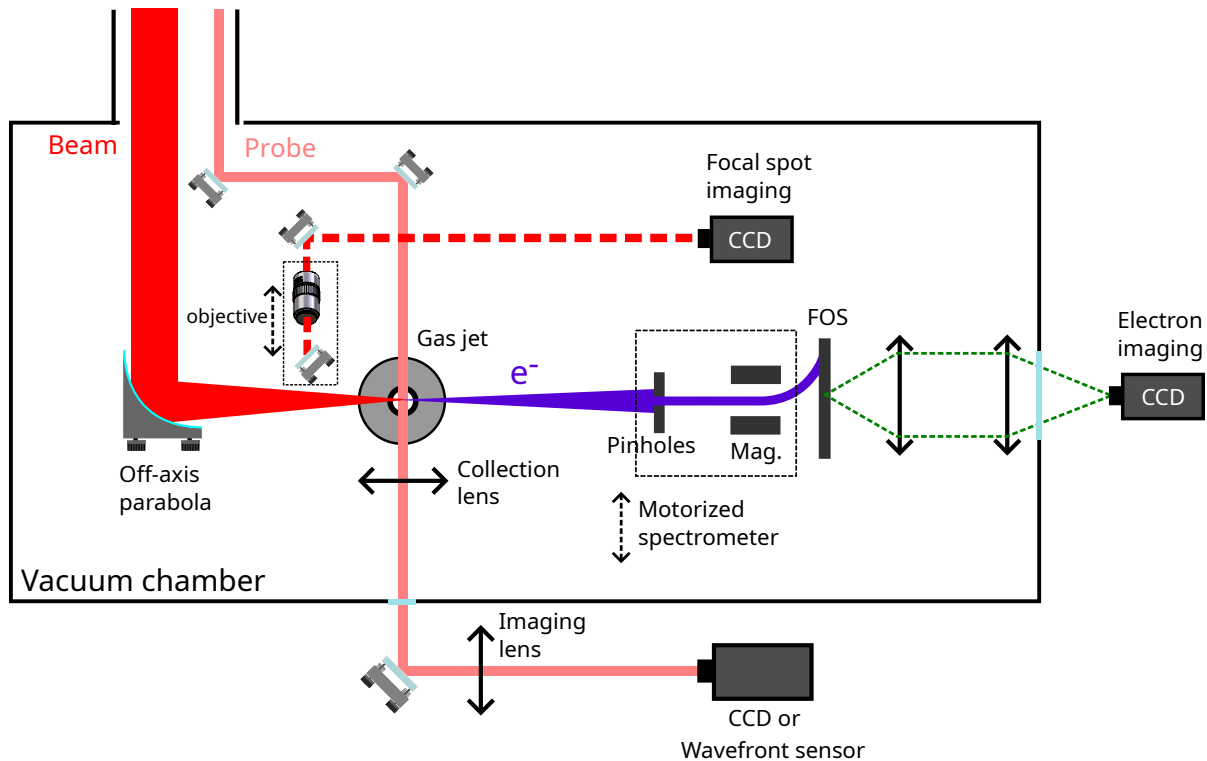 Beam
Probe
Focal spot
imaging
CCD
objective
Gas jet
FOS
Electron
imaging
e-
CCD
Pinholes
Mag.
Off-axis
parabola
Collection
lens
Motorized
spectrometer
Vacuum chamber
Imaging
lens
CCD or
Wavefront sensor